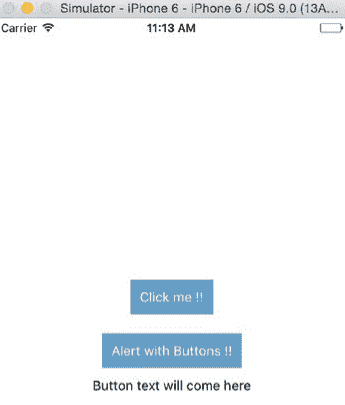 Simulator - iPhone 6 - iPhone 6 / iOS 9.0 (13A...
Carrier 11:13 AM
Click me !!
Alert with Buttons !!
Button text will come here